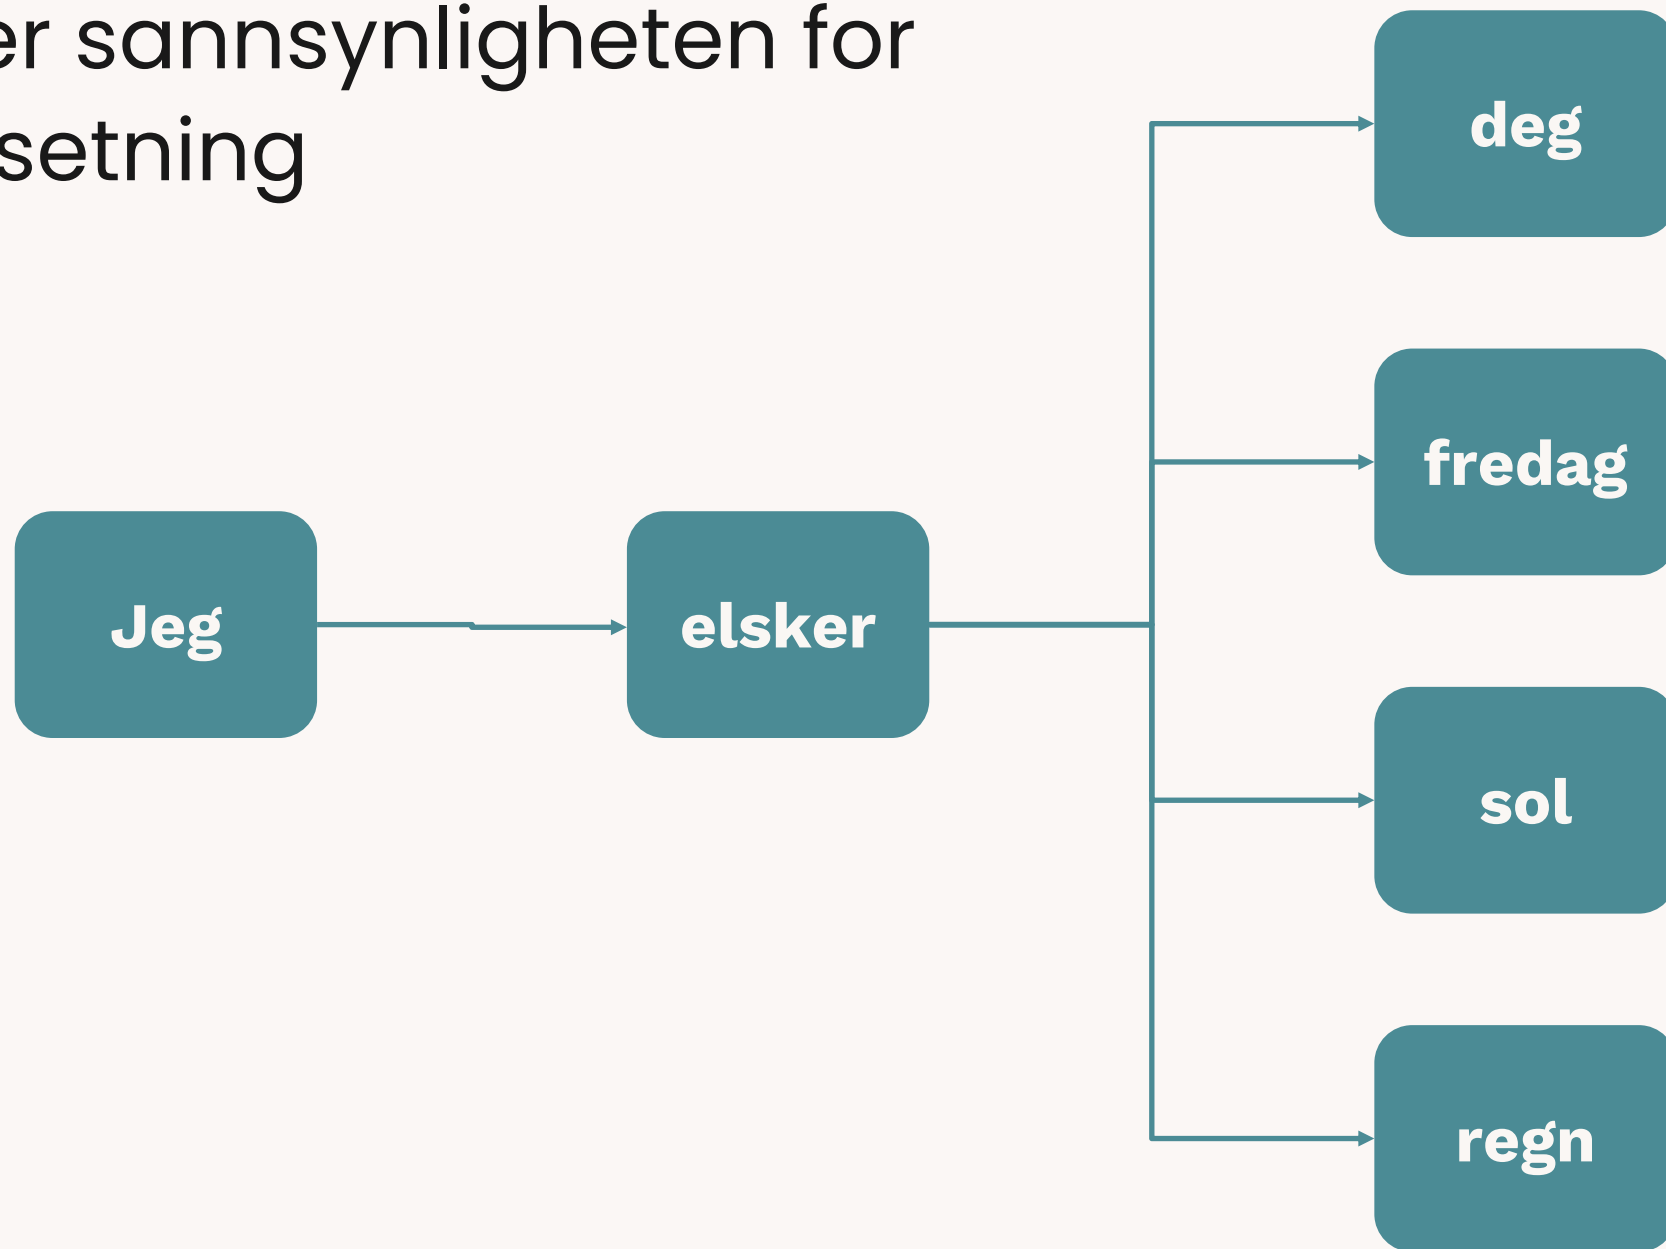 er sannsynligheten for
setning
deg
fredag
Jeg
elsker
sol
regn